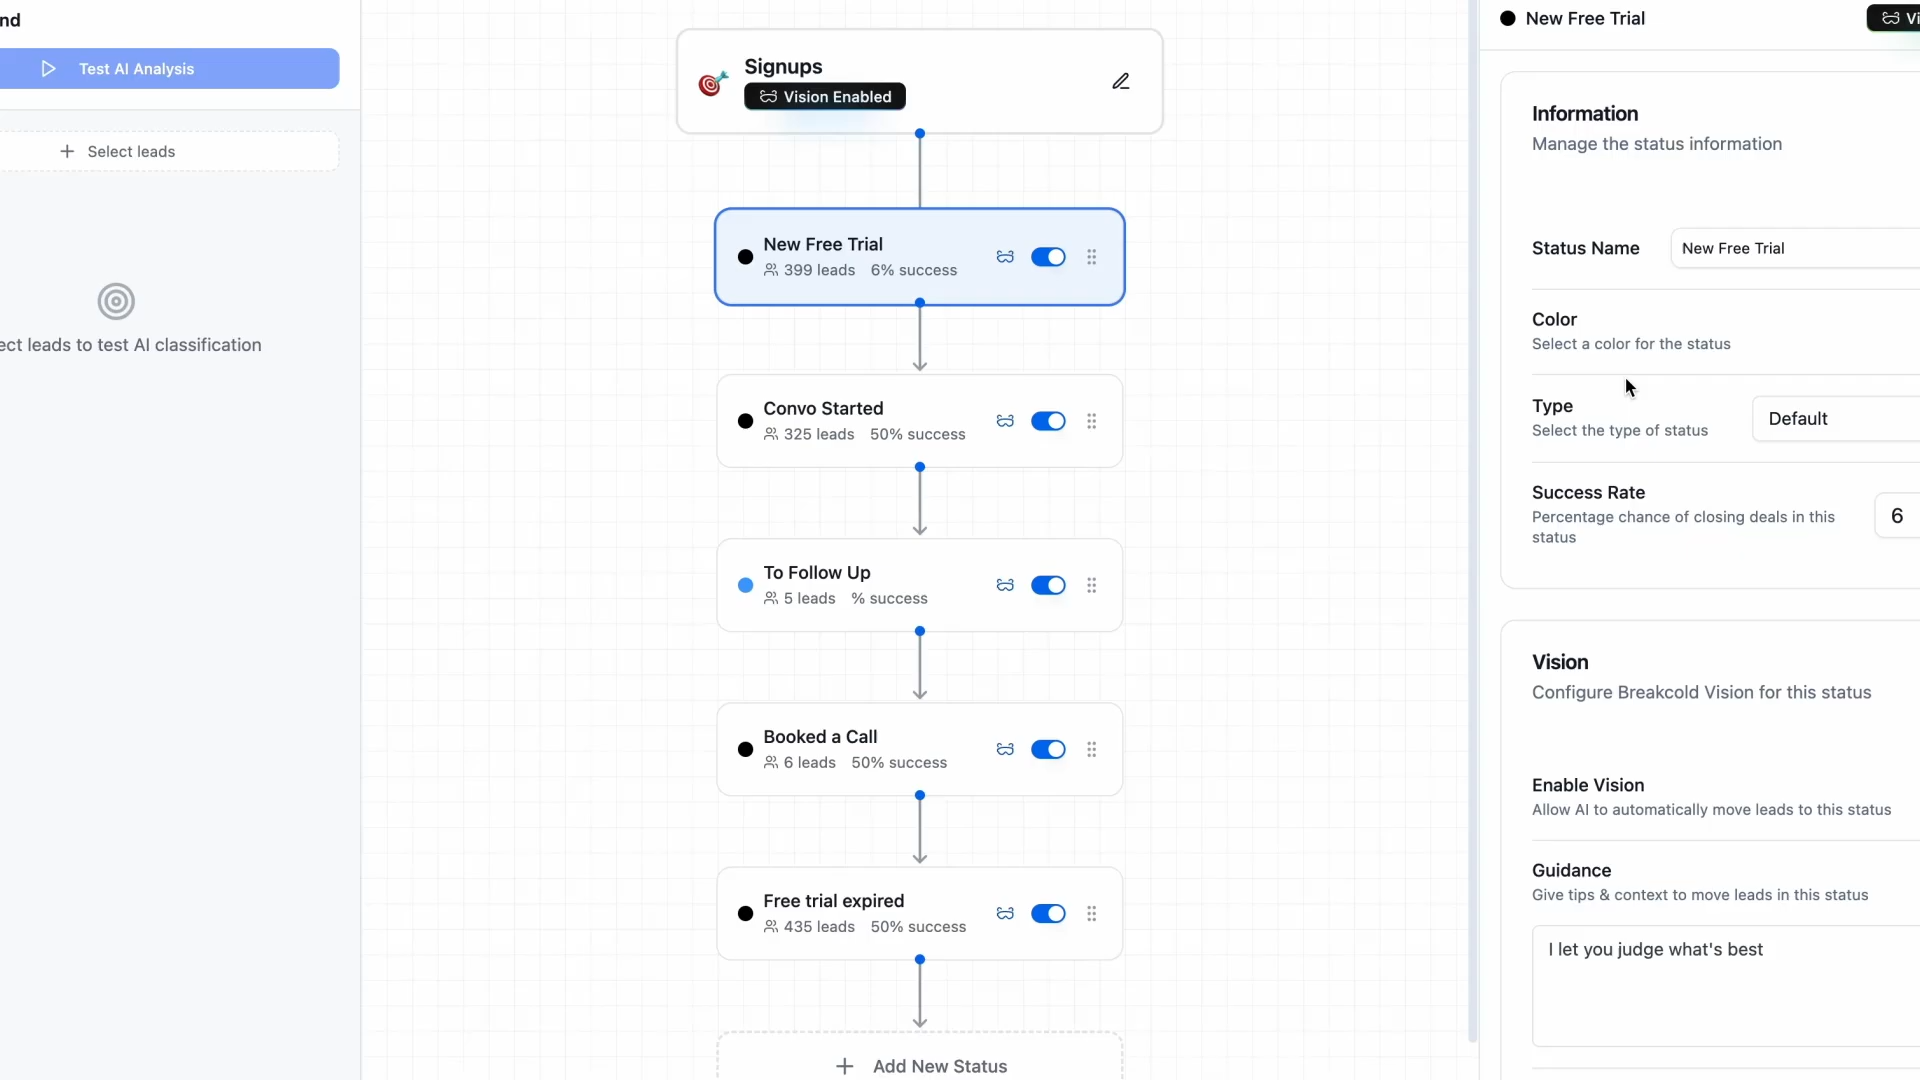 nd
Test AI Analysis
Select leads
ect leads to test AI classification
Signups
Vision Enabled
New Free Trial
399 leads 6% success
Convo Started
325 leads 50% success
To Follow Up
5 leads % success
Booked a Call
6 leads 50% success
Free trial expired
435 leads 50% success
Add New Status
New Free Trial
Vi
Information
Manage the status information
Status Name
New Free Trial
Color
Select a color for the status
Type
Select the type of status
Default
Success Rate
Percentage chance of closing deals in this
status
6
Vision
Configure Breakcold Vision for this status
Enable Vision
Allow AI to automatically move leads to this status
Guidance
Give tips & context to move leads in this status
I let you judge what's best